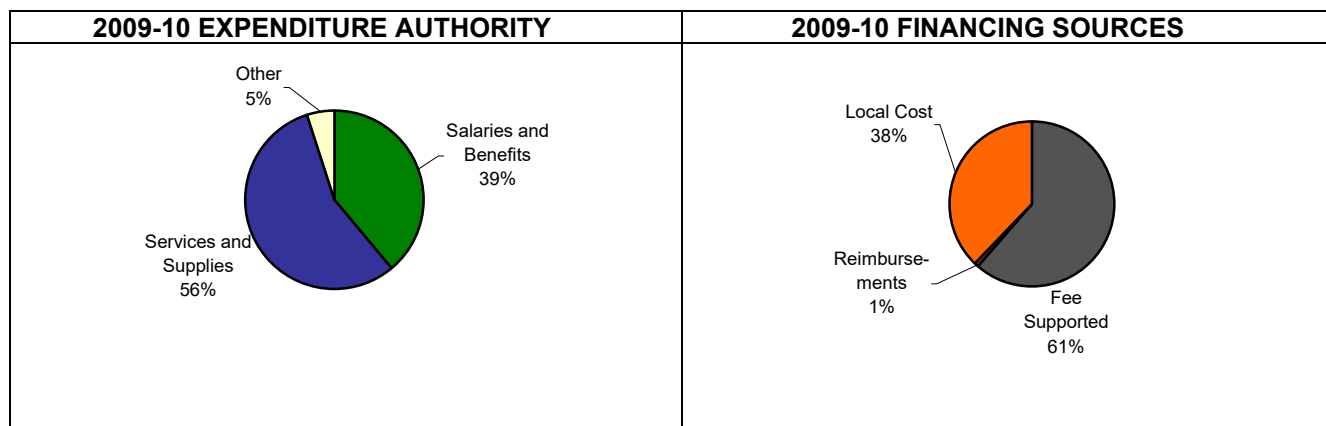 2009-10 EXPENDITURE AUTHORITY
Other
5%
Salaries and
Benefits
39%
Services and
Supplies
56%
2009-10 FINANCING SOURCES
Local Cost
38%
Reimburse-
ments
1%
Fee
Supported
61%